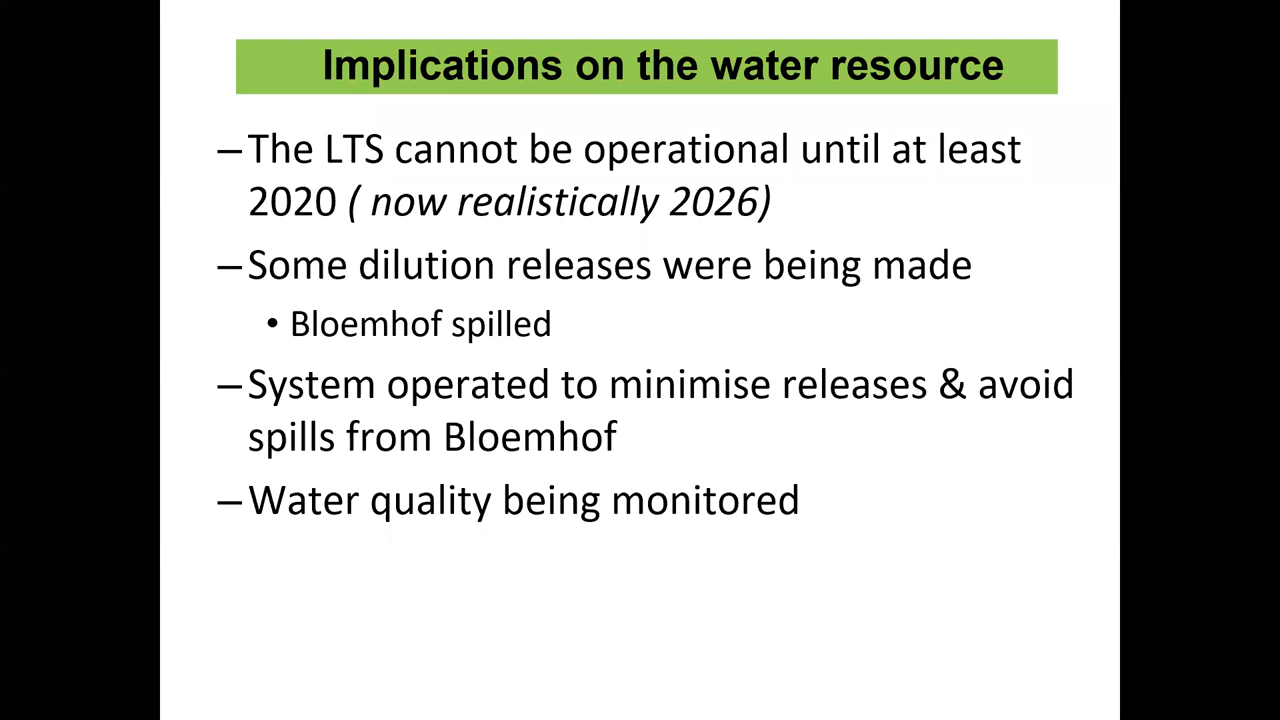 Implications on the water resource
–The LTS cannot be operational until at least
2020 ( now realistically 2026)
–Some dilution releases were being made
• Bloemhof spilled
–System operated to minimise releases & avoid
spills from Bloemhof
–Water quality being monitored